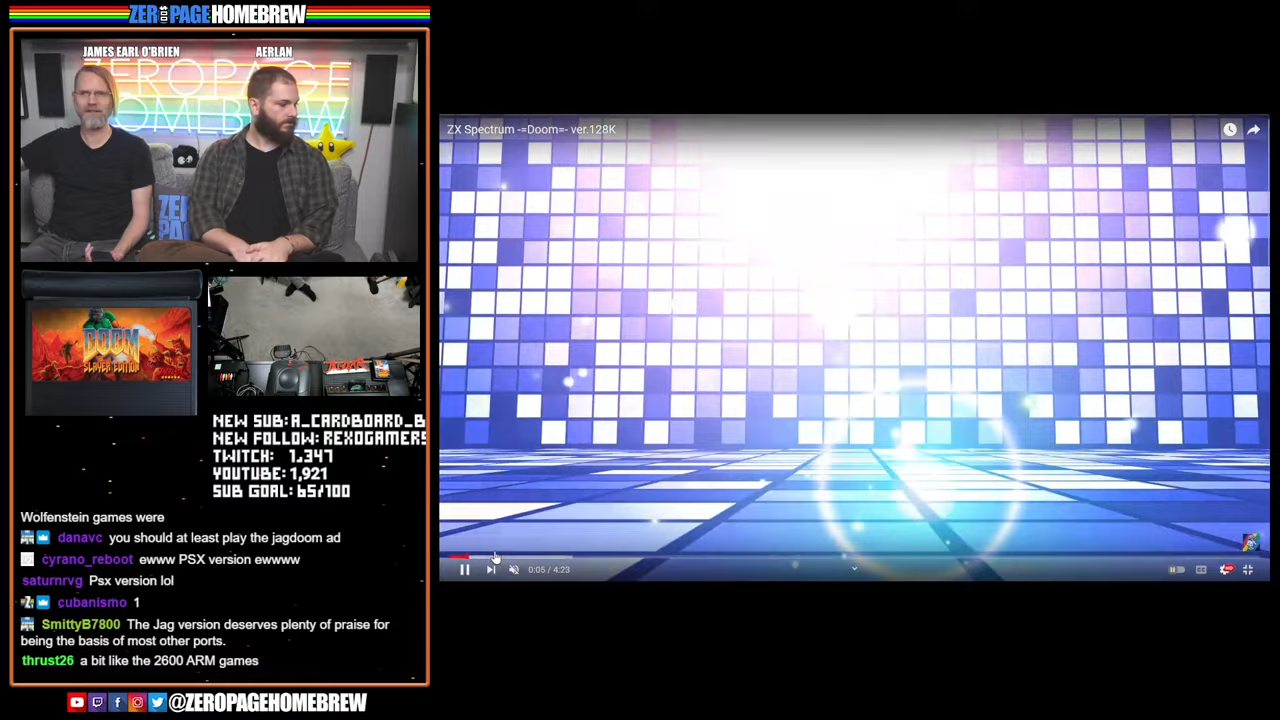 ZEROPAGE HOMEBREW
JAMES EARL O'BRIEN
AERLAN
ZEROPAGE
HOMEBREW
ZERO
PAGE
DOOM
SLAYER EDITION
NEW SUB: A_CARDBOARD_B
NEW FOLLOW: REXOGAMERS
TWITCH: 1,347
YOUTUBE: 1,921
SUB GOAL: 65/100
Wolfenstein games were
danavc you should at least play the jagdoom ad
cyrano_reboot ewww PSX version ewwww
saturnrvg Psx version lol
cubanismo 1
SmittyB7800 The Jag version deserves plenty of praise for
being the basis of most other ports.
thrust26 a bit like the 2600 ARM games
@ZEROPAGEHOMEBREW
ZX Spectrum -=Doom=- ver.128K
0:05 / 4:23